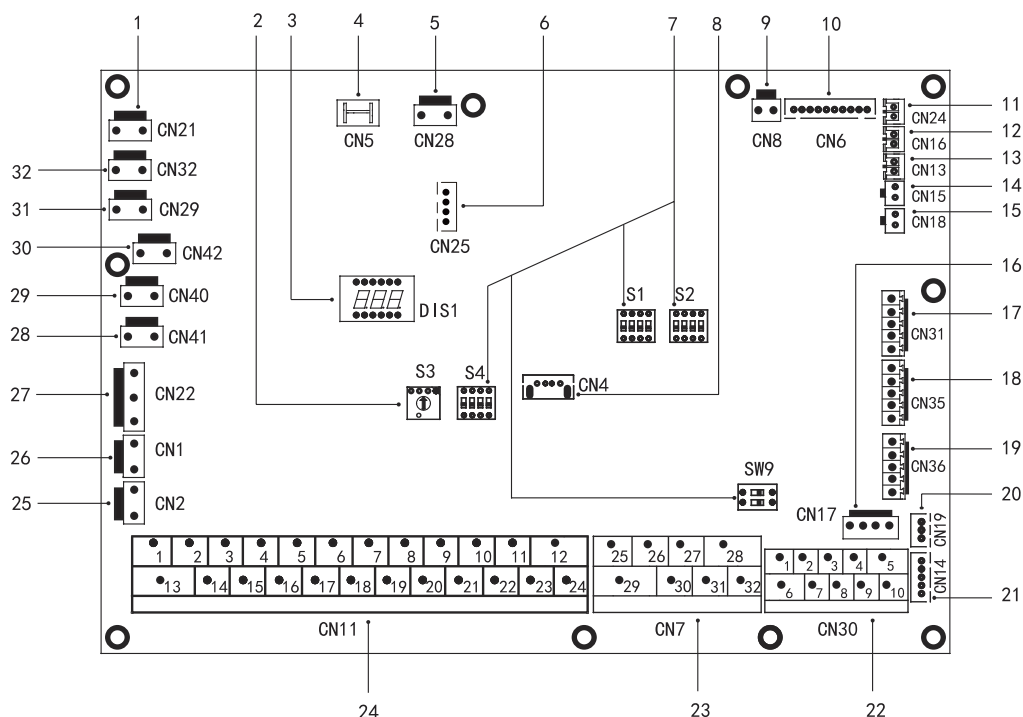 1 2 3 4 5 6 7 8 9 10
CN5 CN28 CN8 CN6
CN21 CN24 11
CN16 12
32 CN32 CN13 13
31 CN29 CN15 14
CN18 15
CN25
30 CN42 16
29 CN40 3 DIS1 S1 S2
28 CN41 CN31 17
27 CN22 S3 S4 CN4 CN35 18
26 CN1 CN36 19
25 CN2 SW9 20
CN17 CN19
1 2 3 4 5 6 7 8 9 10 11 12 25 26 27 28 1 2 3 4 5
13 14 15 16 17 18 19 20 21 22 23 24 29 30 31 32 6 7 8 9 10 CN14 21
CN11 CN7 CN30
24 23 22